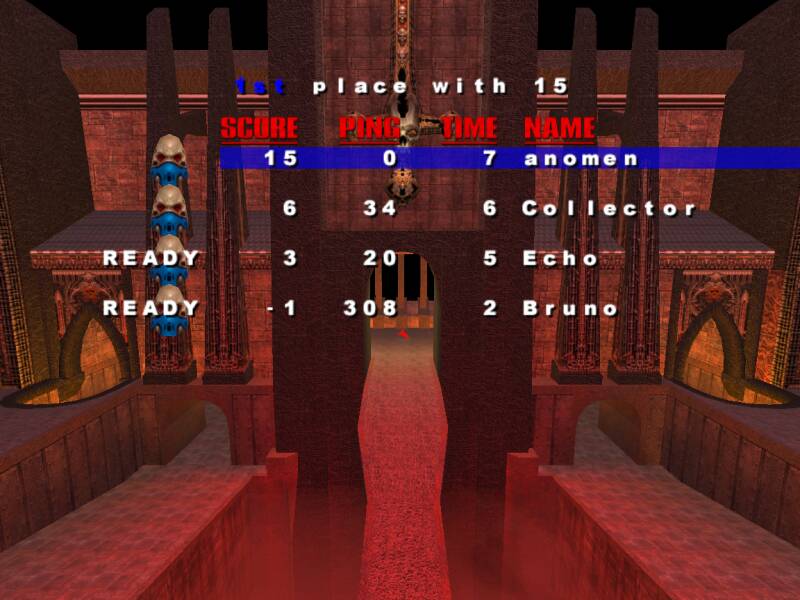 1st place with 15
SCORE PING TIME NAME
15 0 7 anomen
6 34 6 Collector
READY 3 20 5 Echo
READY -1 308 2 Bruno